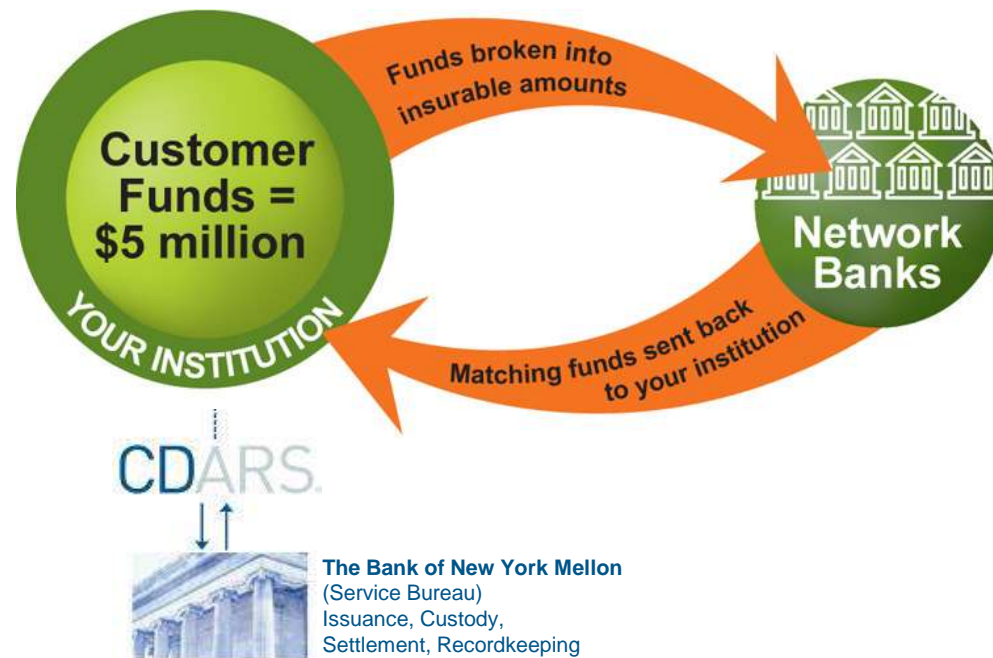 Funds broken into
insurable amounts
Customer
Funds =
$5 million
YOUR INSTITUTION
Network
Banks
Matching funds sent back
to your institution
CDARS.
The Bank of New York Mellon
(Service Bureau)
Issuance, Custody,
Settlement, Recordkeeping